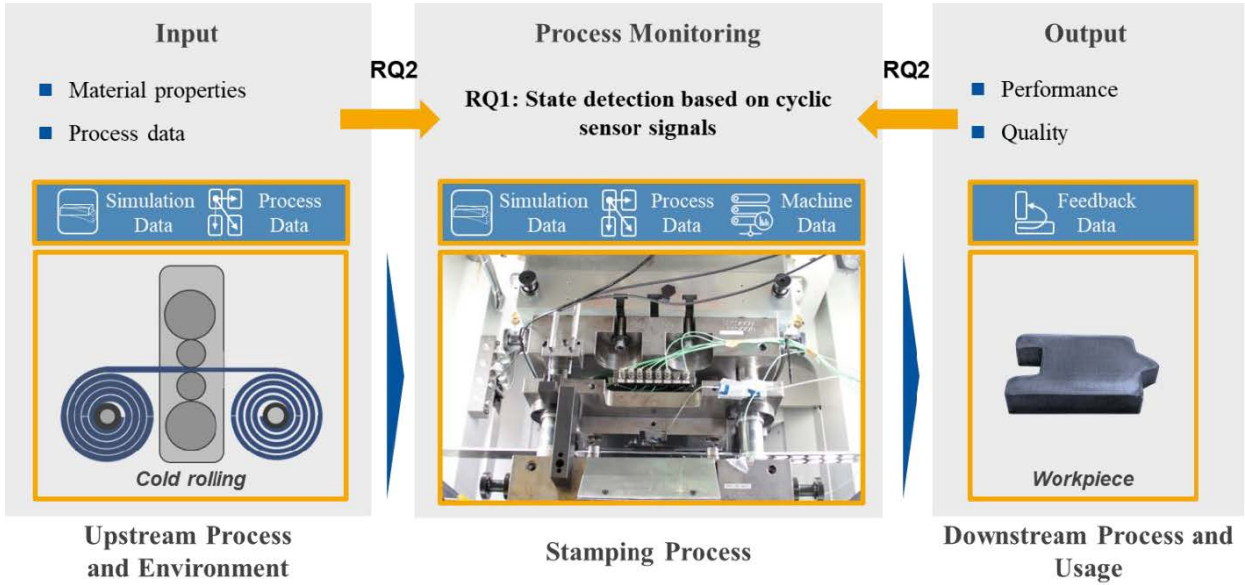 Input
Material properties
Process data
RQ2
Process Monitoring
RQ1: State detection based on cyclic
sensor signals
RQ2
Output
Performance
Quality
Simulation
Data
Process
Data
Simulation
Data
Process
Data
Machine
Data
Feedback
Data
Cold rolling
Workpiece
Upstream Process
and Environment
Stamping Process
Downstream Process and
Usage